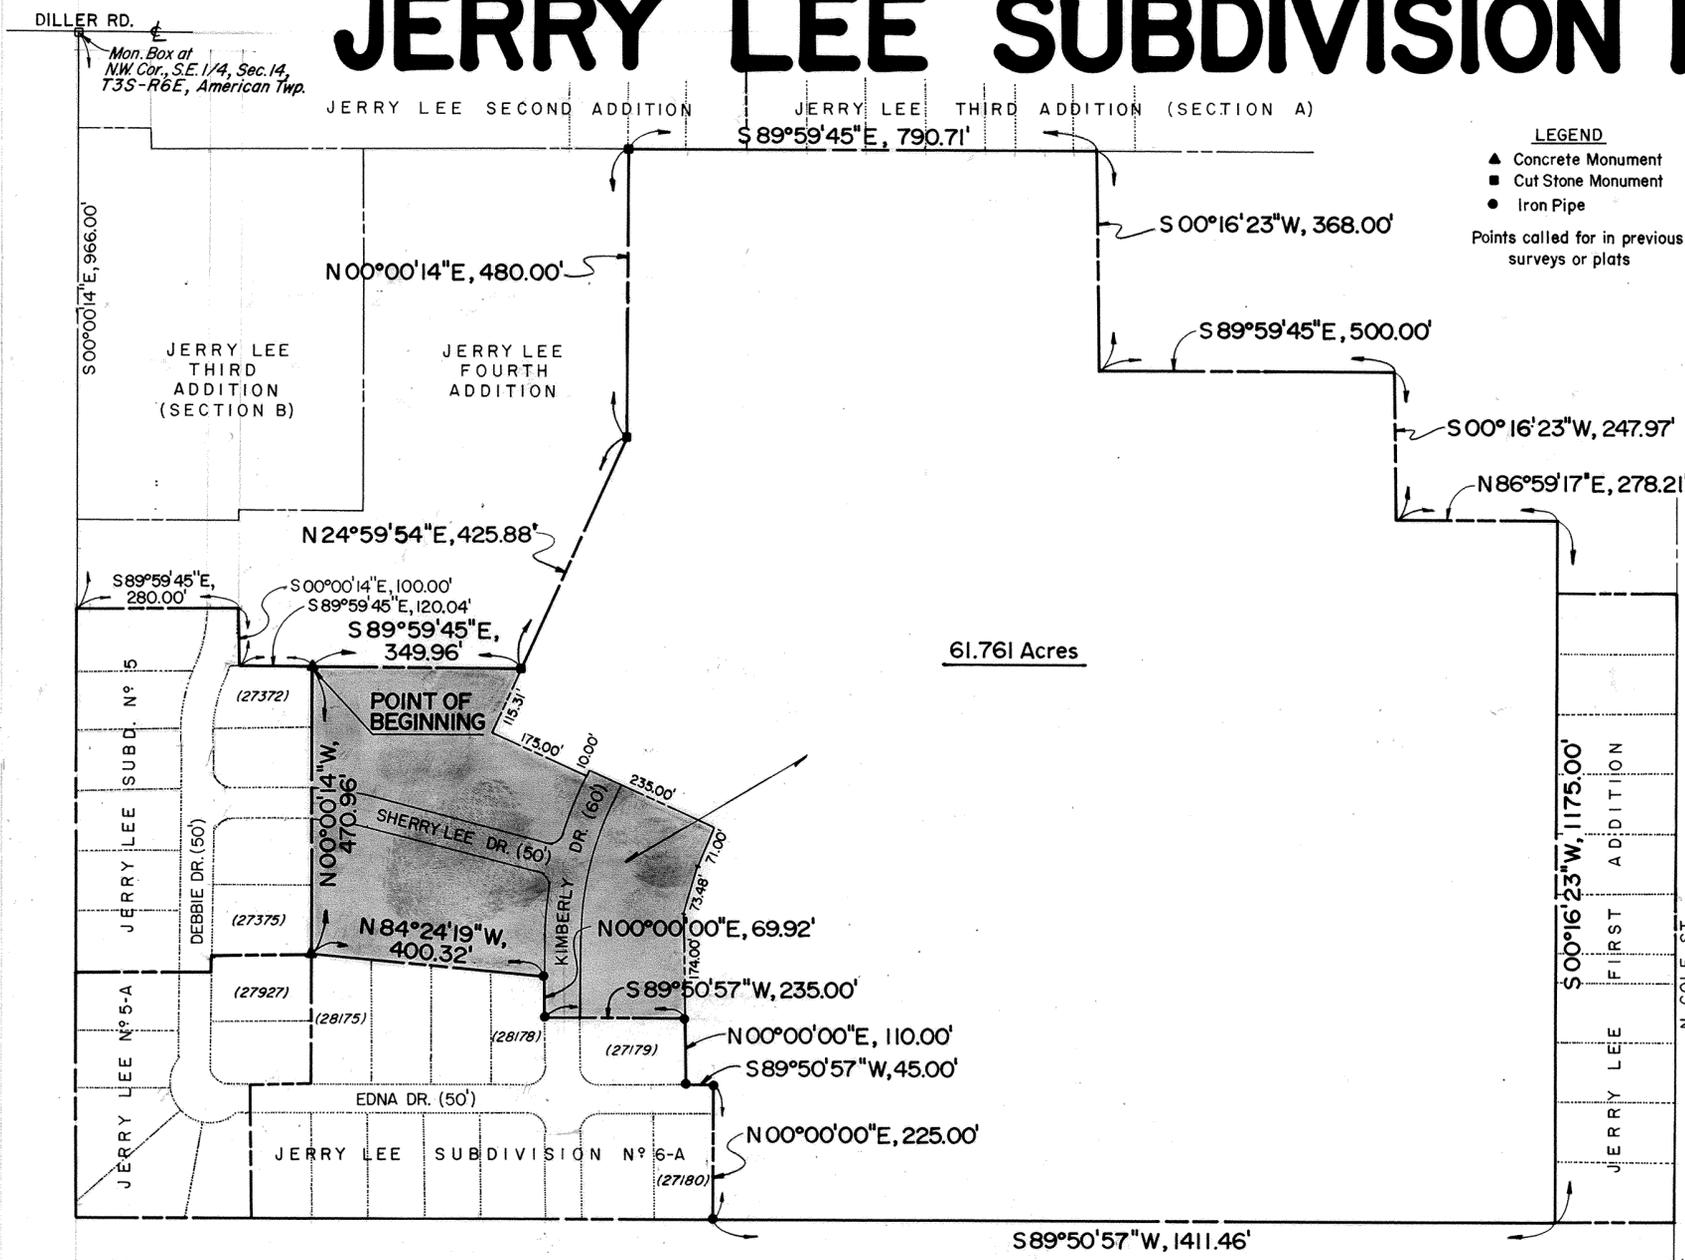 JERRY LEE SUBDIVISION
DILLER RD.
Mon. Box at
N.W. Cor., S.E. 1/4, Sec. 14,
T3S-R6E, American Twp.
JERRY LEE SECOND ADDITION
JERRY LEE THIRD ADDITION (SECTION A)
S 89°59'45"E, 790.71'
LEGEND
Concrete Monument
Cut Stone Monument
Iron Pipe
Points called for in previous
surveys or plats
S 00°00'14"E, 966.00'
N 00°00'14"E, 480.00'
S 00°16'23"W, 368.00'
S 89°59'45"E, 500.00'
JERRY LEE
THIRD
ADDITION
(SECTION B)
JERRY LEE
FOURTH
ADDITION
S 00°16'23"W, 247.97'
N 86°59'17"E, 278.21'
N 24°59'54"E, 425.88'
S 89°59'45"E,
280.00'
S 00°00'14"E, 100.00'
S 89°59'45"E, 120.04'
S 89°59'45"E,
349.96'
61.761 Acres
JERRY LEE SUBD. Nº 5
(27372)
POINT OF
BEGINNING
115.31'
175.00'
10.00'
235.00'
N 00°00'14"W,
470.96'
SHERRY LEE DR. (50')
KIMBERLY DR. (60')
71.00'
73.48'
174.00'
DEBBIE DR. (50')
(27375)
N 84°24'19"W,
400.32'
N 00°00'00"E, 69.92'
S 89°50'57"W, 235.00'
S 00°16'23"W, 1175.00'
JERRY LEE FIRST ADDITION
N. COLE ST.
JERRY LEE Nº 5-A
(27927)
(28175)
(28178)
(27179)
N 00°00'00"E, 110.00'
S 89°50'57"W, 45.00'
EDNA DR. (50')
N 00°00'00"E, 225.00'
JERRY LEE SUBDIVISION Nº 6-A
(27180)
S 89°50'57"W, 1411.46'